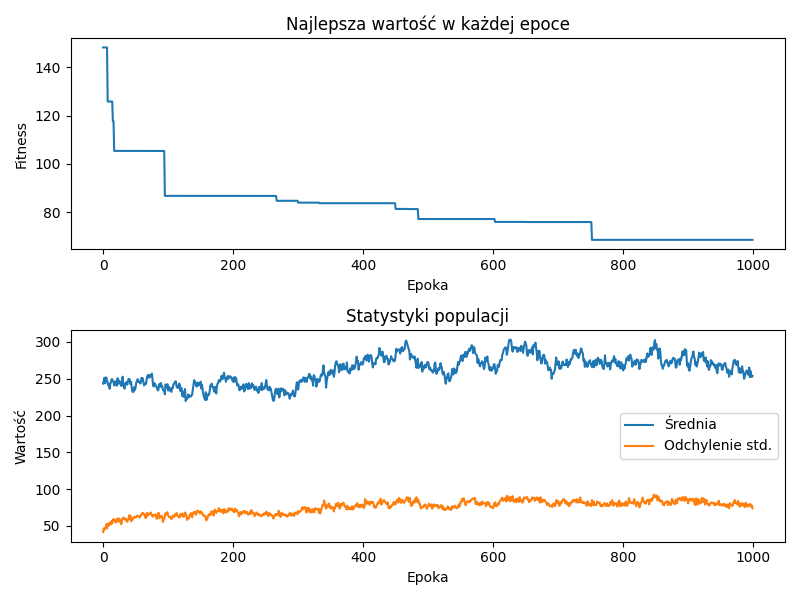 Najlepsza wartość w każdej epoce
140
120
100
80
Fitness
0 200 400 600 800 1000
Epoka
Statystyki populacji
300
250
200
150
100
50
Wartość
Średnia
Odchylenie std.
0 200 400 600 800 1000
Epoka